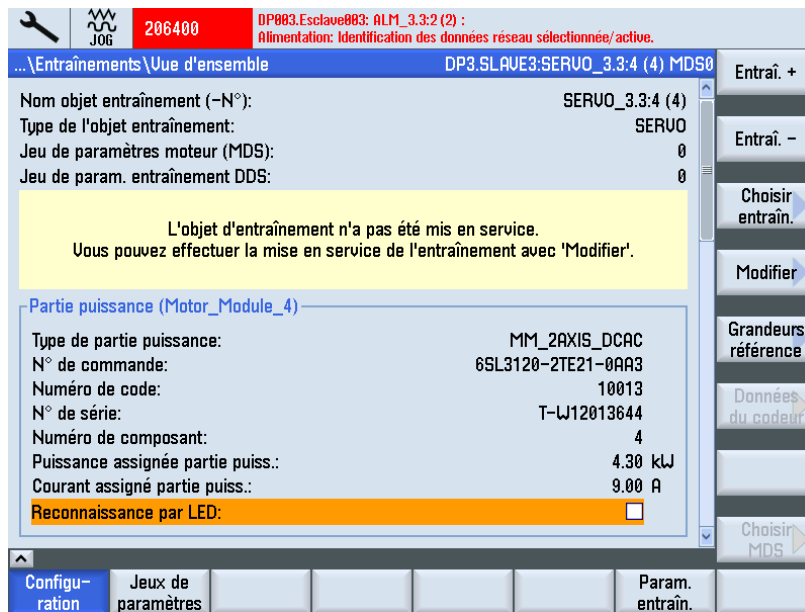 JOG
206400
DP003.Esclave003: ALM_3.3:2 (2) :
Alimentation: Identification des données réseau sélectionnée/active.
...\Entraînements\Vue d'ensemble DP3.SLAVE3:SERVO_3.3:4 (4) MDS0
Nom objet entraînement (-N°): SERVO_3.3:4 (4)
Type de l'objet entraînement: SERVO
Jeu de paramètres moteur (MDS): 0
Jeu de param. entraînement DDS: 0
L'objet d'entraînement n'a pas été mis en service.
Vous pouvez effectuer la mise en service de l'entraînement avec 'Modifier'.
Partie puissance (Motor_Module_4)
Type de partie puissance: MM_2AXIS_DCAC
N° de commande: 6SL3120-2TE21-0AA3
Numéro de code: 10013
N° de série: T-W12013644
Numéro de composant: 4
Puissance assignée partie puiss.: 4.30 kW
Courant assigné partie puiss.: 9.00 A
Reconnaissance par LED:
Entraî. +
Entraî. -
Choisir
entraîn.
Modifier
Grandeurs
référence
Données
du codeur
Choisir
MDS
Configu-
ration
Jeux de
paramètres
Param.
entraîn.